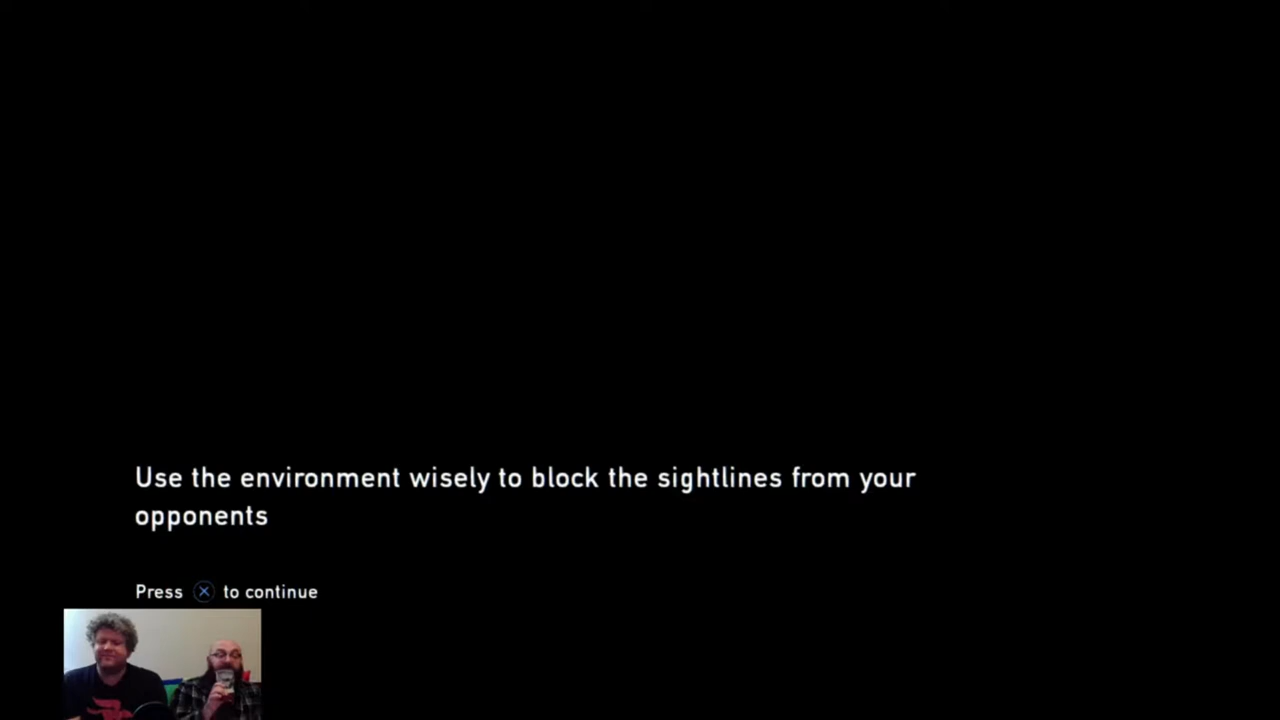 Use the environment wisely to block the sightlines from your
opponents
Press ⓧ to continue